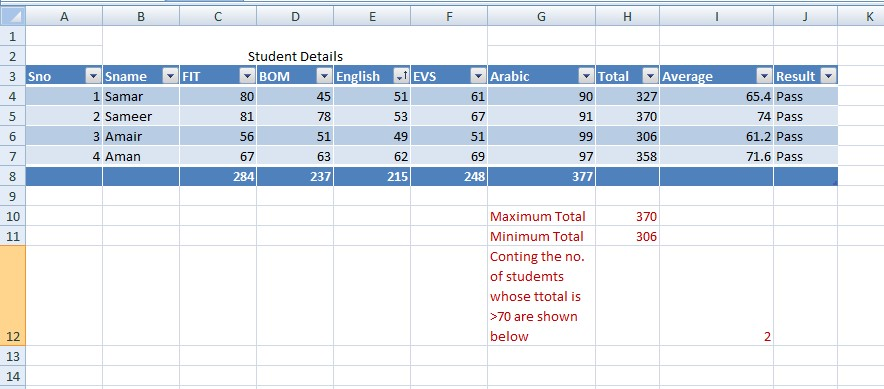 A B C D E F G H I J K
1
2 Student Details
3 Sno Sname FIT BOM English EVS Arabic Total Average Result
4 1 Samar 80 45 51 61 90 327 65.4 Pass
5 2 Sameer 81 78 53 67 91 370 74 Pass
6 3 Amair 56 51 49 51 99 306 61.2 Pass
7 4 Aman 67 63 62 69 97 358 71.6 Pass
8 284 237 215 248 377
9
10 Maximum Total 370
11 Minimum Total 306
Conting the no.
of studemts
whose ttotal is
>70 are shown
12 below 2
13
14